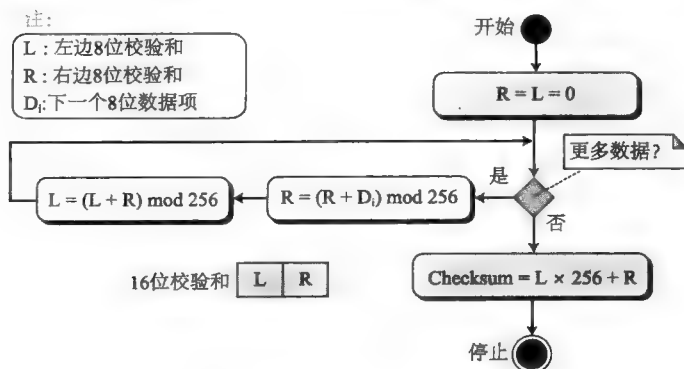 注:
L : 左边8位校验和
R : 右边8位校验和
Dᵢ:下一个8位数据项
开始
R = L = 0
更多数据?
是
L = (L + R) mod 256
R = (R + Dᵢ) mod 256
否
16位校验和 L R
Checksum = L × 256 + R
停止